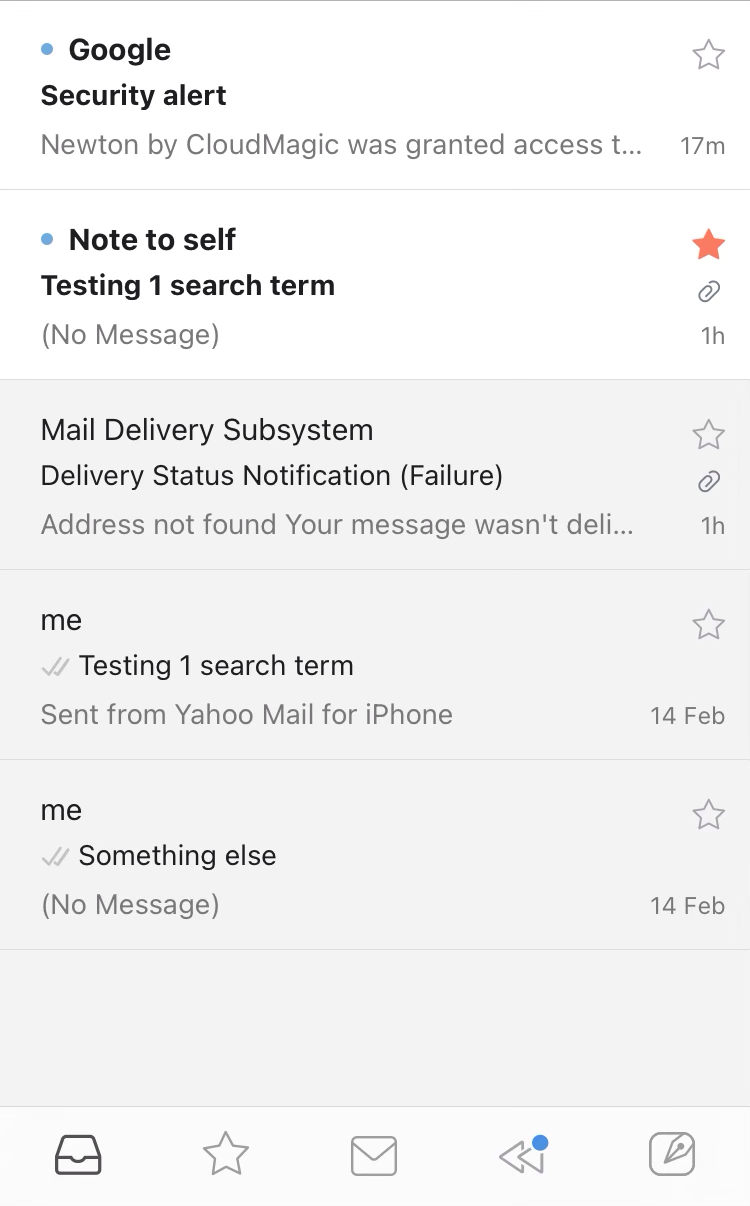 Google
Security alert
Newton by CloudMagic was granted access t... 17m
Note to self
Testing 1 search term
(No Message) 1h
Mail Delivery Subsystem
Delivery Status Notification (Failure)
Address not found Your message wasn't deli... 1h
me
Testing 1 search term
Sent from Yahoo Mail for iPhone 14 Feb
me
Something else
(No Message) 14 Feb